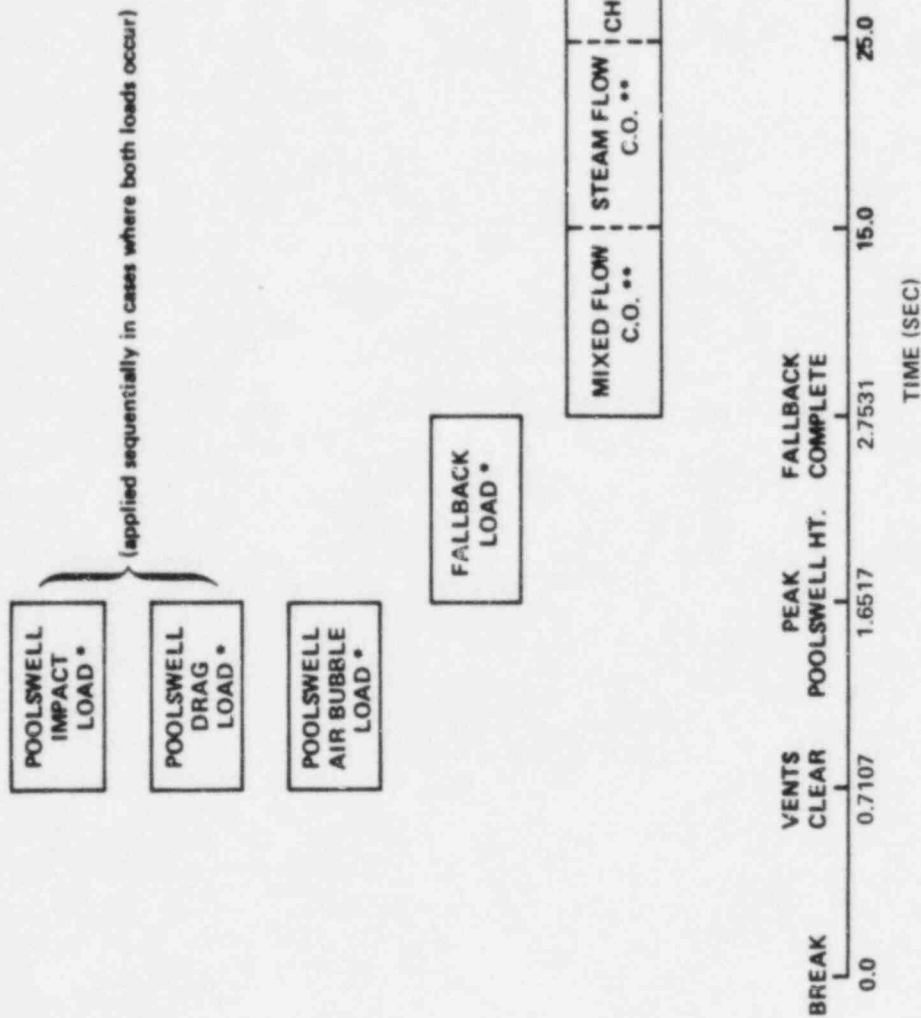 POOLSWELL
IMPACT
LOAD *
(applied sequentially in cases where both loads occur)
POOLSWELL
DRAG
LOAD *
POOLSWELL
AIR BUBBLE
LOAD *
FALLBACK
LOAD *
MIXED FLOW
C.O. **
STEAM FLOW
C.O. **
CH
BREAK
VENTS
CLEAR
PEAK
POOLSWELL HT.
FALLBACK
COMPLETE
0.0
0.7107
1.6517
2.7531
15.0
25.0
TIME (SEC)